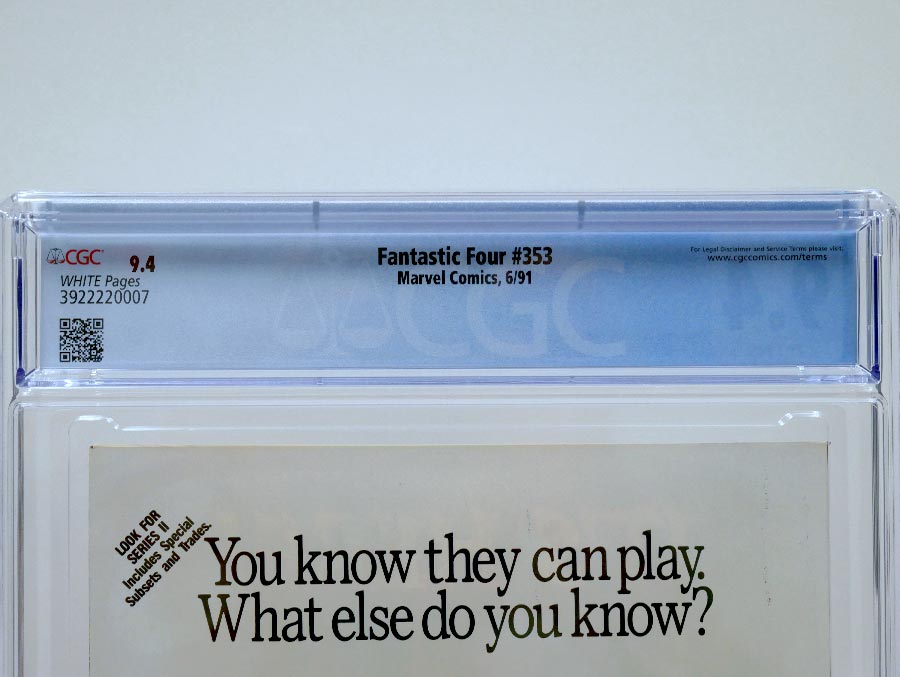 CGC
9.4
WHITE Pages
3922220007
Fantastic Four #353
Marvel Comics, 6/91
For Legal Disclaimer and Service Terms please visit,
www.cgccomics.com/terms
CGC
LOOK FOR
SERIES II
Includes Special
Subsets and Trades.
You know they can play.
What else do you know?